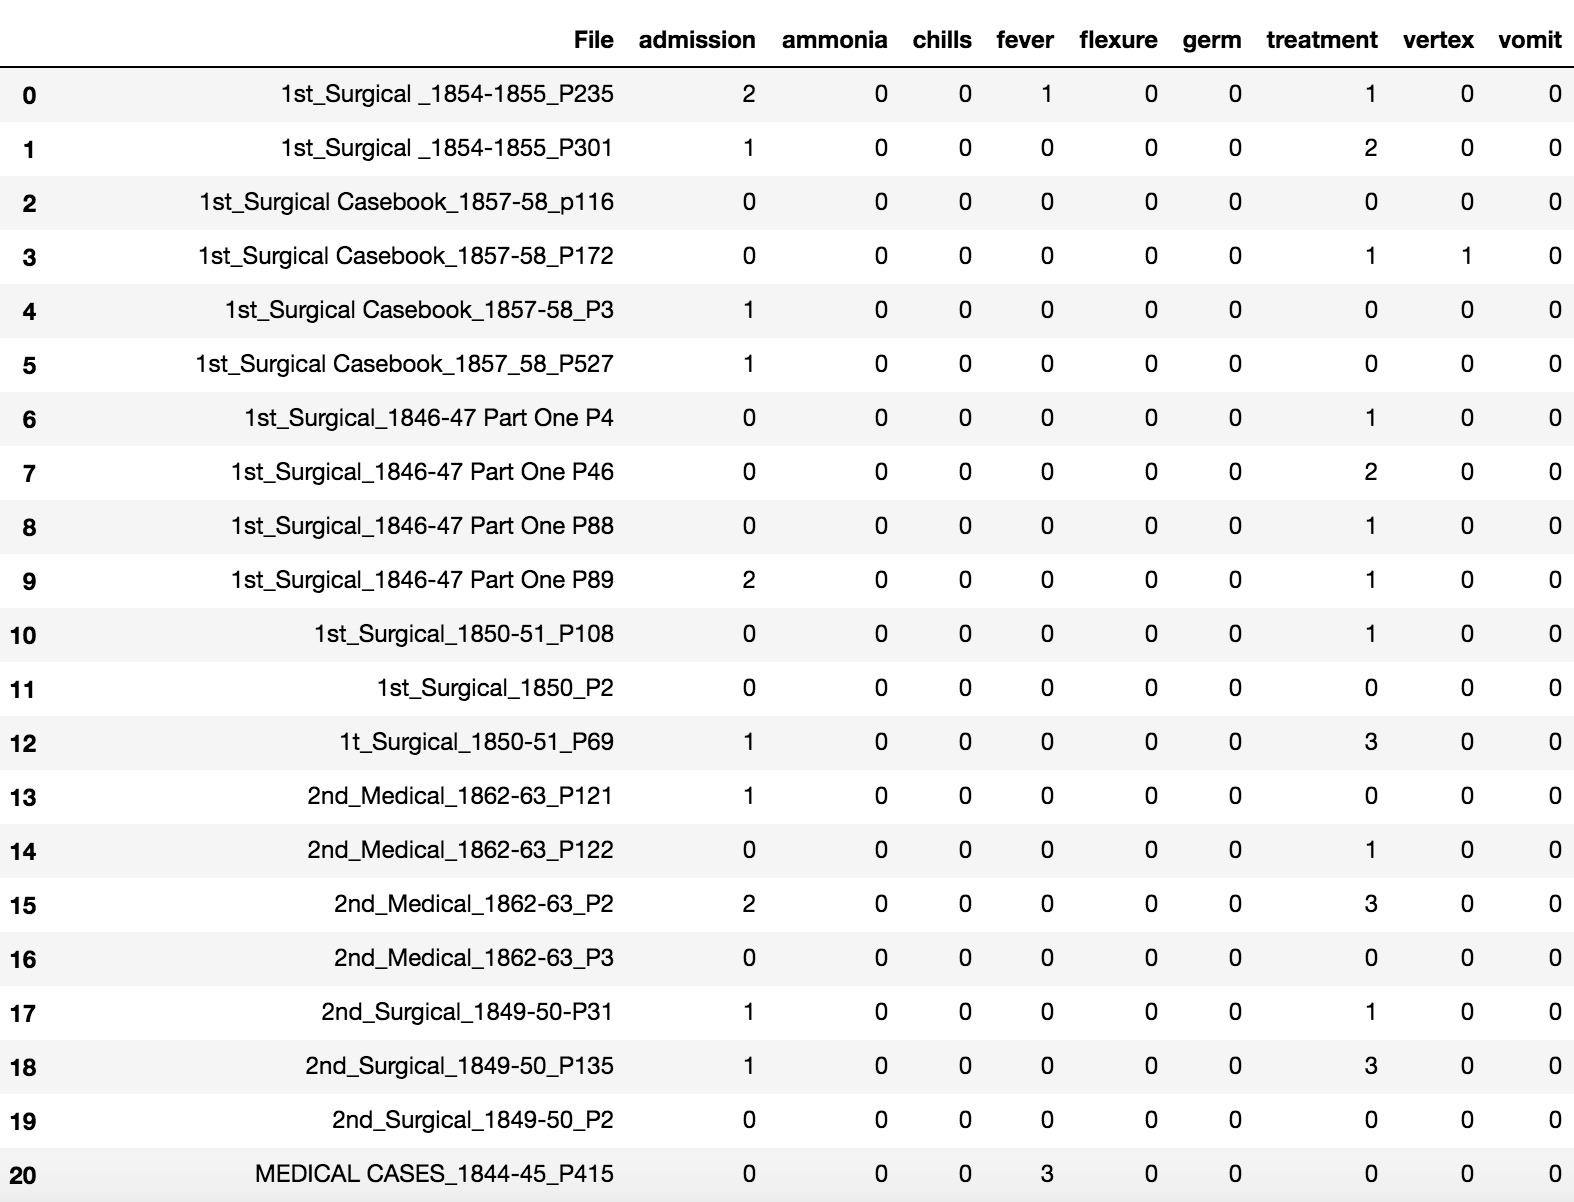 File admission ammonia chills fever flexure germ treatment vertex vomit
0 1st_Surgical _1854-1855_P235 2 0 0 1 0 0 1 0 0
1 1st_Surgical _1854-1855_P301 1 0 0 0 0 0 2 0 0
2 1st_Surgical Casebook_1857-58_p116 0 0 0 0 0 0 0 0 0
3 1st_Surgical Casebook_1857-58_P172 0 0 0 0 0 0 1 1 0
4 1st_Surgical Casebook_1857-58_P3 1 0 0 0 0 0 0 0 0
5 1st_Surgical Casebook_1857_58_P527 1 0 0 0 0 0 0 0 0
6 1st_Surgical_1846-47 Part One P4 0 0 0 0 0 0 1 0 0
7 1st_Surgical_1846-47 Part One P46 0 0 0 0 0 0 2 0 0
8 1st_Surgical_1846-47 Part One P88 0 0 0 0 0 0 1 0 0
9 1st_Surgical_1846-47 Part One P89 2 0 0 0 0 0 1 0 0
10 1st_Surgical_1850-51_P108 0 0 0 0 0 0 1 0 0
11 1st_Surgical_1850_P2 0 0 0 0 0 0 0 0 0
12 1t_Surgical_1850-51_P69 1 0 0 0 0 0 3 0 0
13 2nd_Medical_1862-63_P121 1 0 0 0 0 0 0 0 0
14 2nd_Medical_1862-63_P122 0 0 0 0 0 0 1 0 0
15 2nd_Medical_1862-63_P2 2 0 0 0 0 0 3 0 0
16 2nd_Medical_1862-63_P3 0 0 0 0 0 0 0 0 0
17 2nd_Surgical_1849-50-P31 1 0 0 0 0 0 1 0 0
18 2nd_Surgical_1849-50_P135 1 0 0 0 0 0 3 0 0
19 2nd_Surgical_1849-50_P2 0 0 0 0 0 0 0 0 0
20 MEDICAL CASES_1844-45_P415 0 0 0 3 0 0 0 0 0